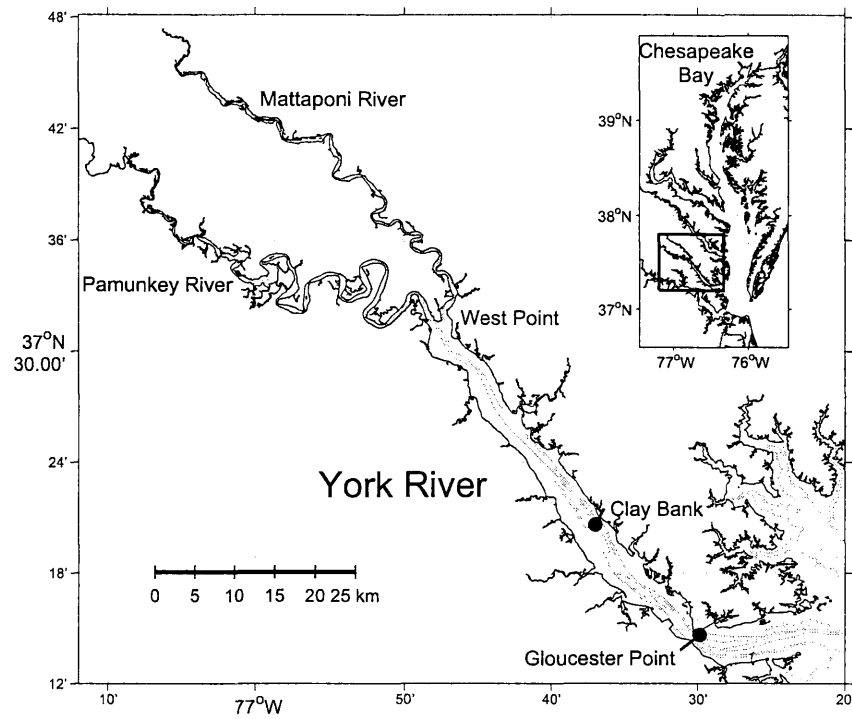 48'
42'
36'
37°N
30.00'
24'
18'
12'
10'
77°W
50'
40'
30'
20
Mattaponi River
Pamunkey River
West Point
York River
Clay Bank
Gloucester Point
0 5 10 15 20 25 km
Chesapeake
Bay
39°N
38°N
37°N
77°W 76°W